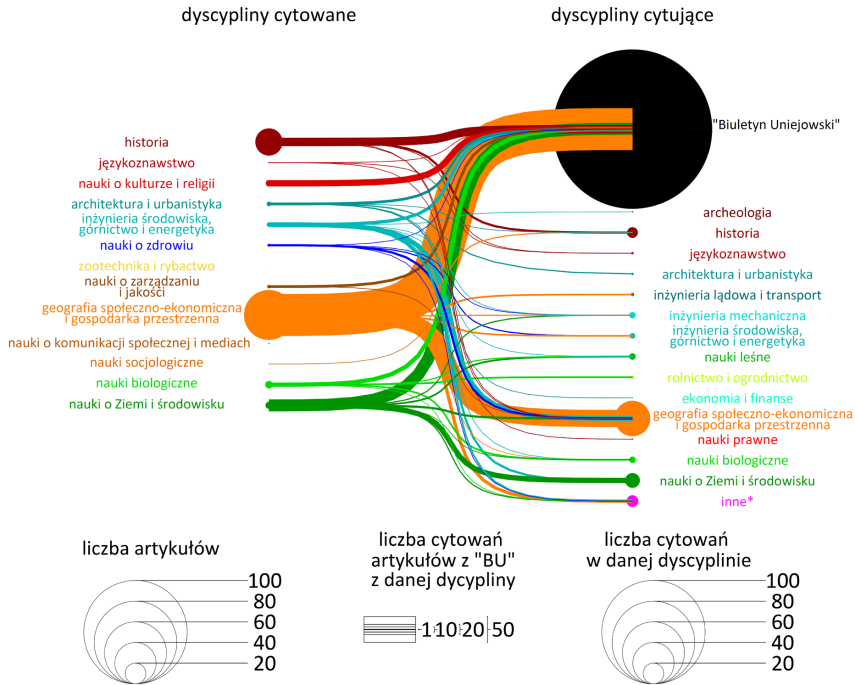 dyscypliny cytowane
dyscypliny cytujące
"Biuletyn Uniejowski"
historia
językoznawstwo
nauki o kulturze i religii
architektura i urbanistyka
inżynieria środowiska,
górnictwo i energetyka
nauki o zdrowiu
zootechnika i rybactwo
nauki o zarządzaniu
i jakości
geografia społeczno-ekonomiczna
i gospodarka przestrzenna
nauki o komunikacji społecznej i mediach
nauki socjologiczne
nauki biologiczne
nauki o Ziemi i środowisku
archeologia
historia
językoznawstwo
architektura i urbanistyka
inżynieria lądowa i transport
inżynieria mechaniczna
inżynieria środowiska,
górnictwo i energetyka
nauki leśne
rolnictwo i ogrodnictwo
ekonomia i finanse
geografia społeczno-ekonomiczna
i gospodarka przestrzenna
nauki prawne
nauki biologiczne
nauki o Ziemi i środowisku
inne*
liczba artykułów
100
80
60
40
20
liczba cytowań
artykułów z "BU"
z danej dycypliny
1 10 20 50
liczba cytowań
w danej dyscyplinie
100
80
60
40
20